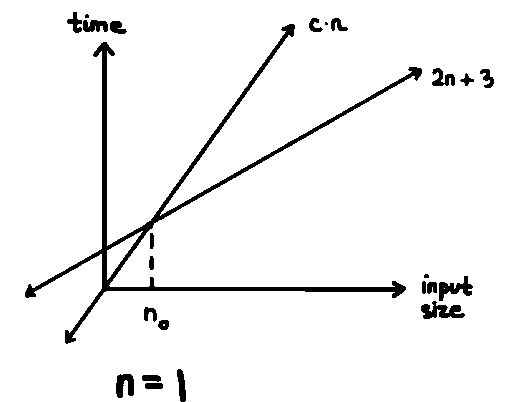 time
c·n
2n + 3
input
size
n₀
n = 1